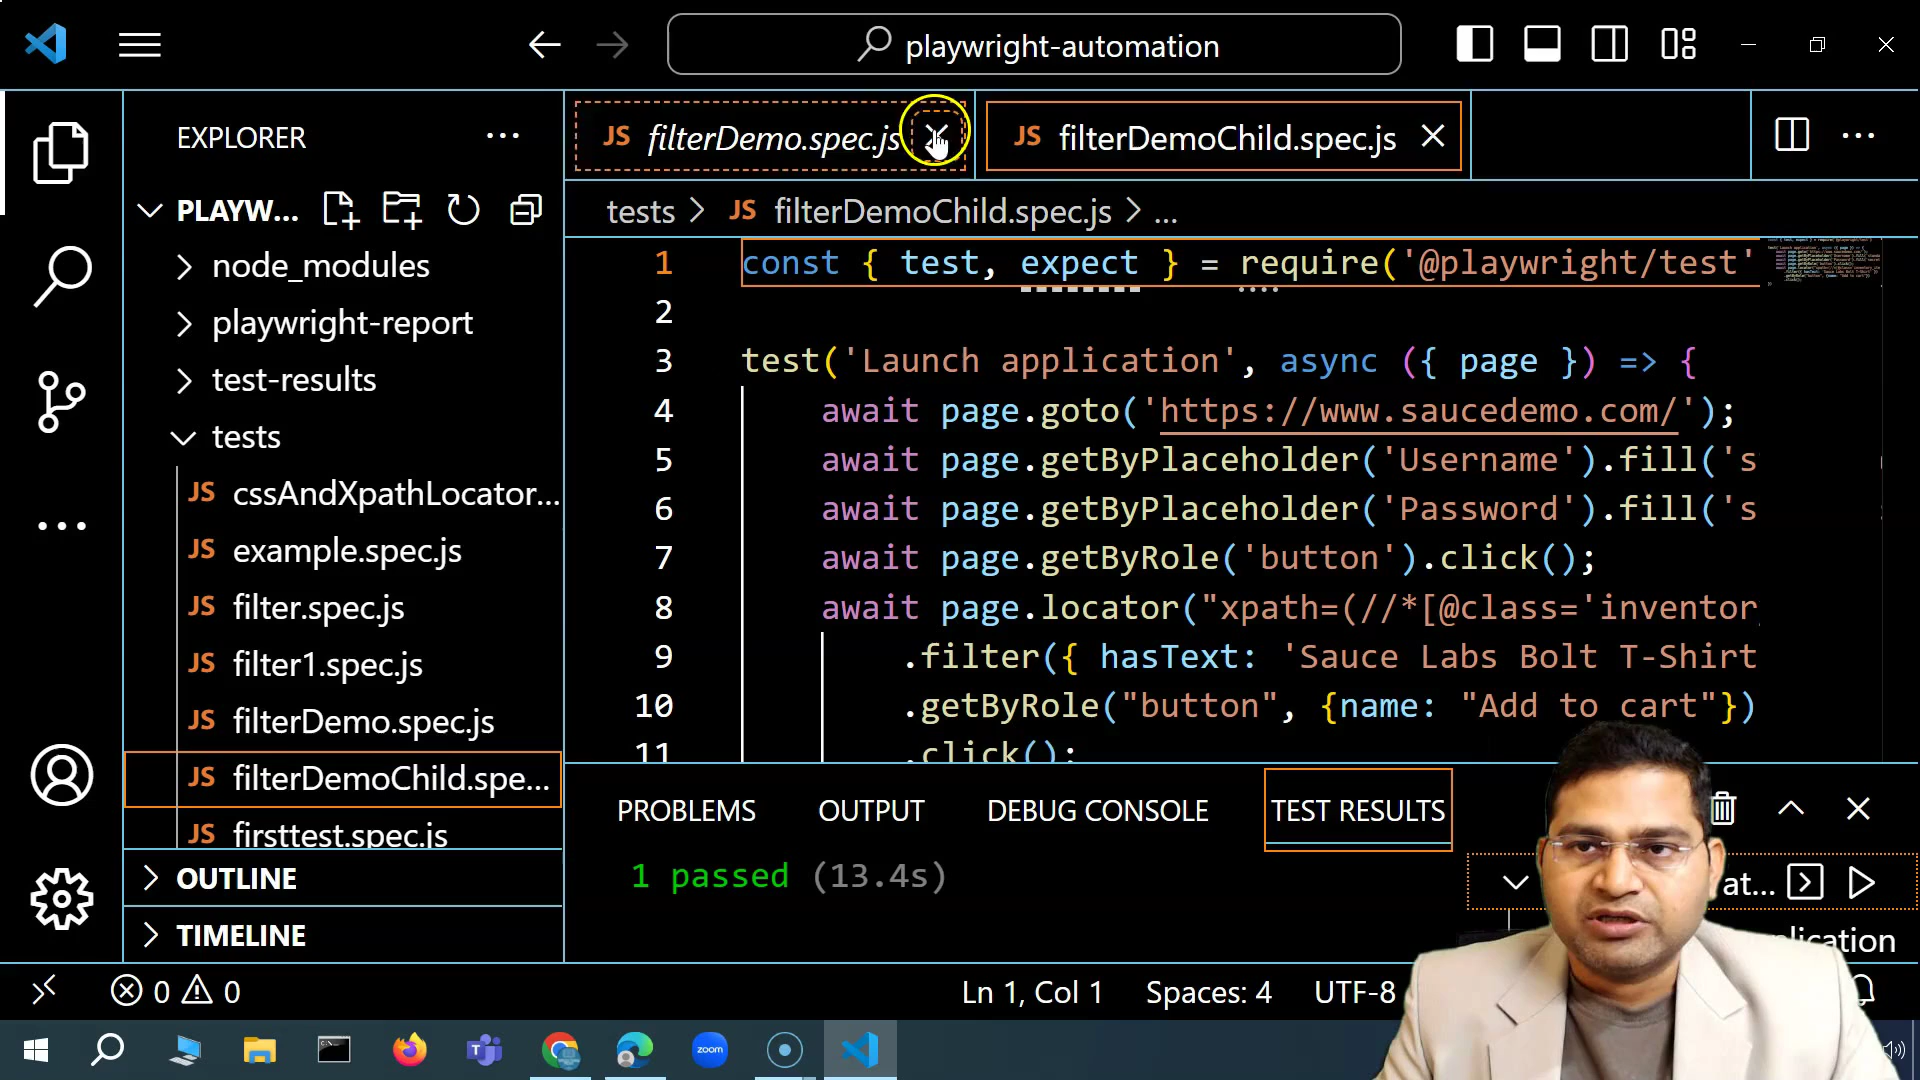 playwright-automation
EXPLORER
JS filterDemo.spec.js
JS filterDemoChild.spec.js
PLAYW...
tests > JS filterDemoChild.spec.js > ...
node_modules
playwright-report
test-results
tests
JS cssAndXpathLocator...
JS example.spec.js
JS filter.spec.js
JS filter1.spec.js
JS filterDemo.spec.js
JS filterDemoChild.spe...
JS firsttest.spec.js
OUTLINE
TIMELINE
1 const { test, expect } = require('@playwright/test'
2
3 test('Launch application', async ({ page }) => {
4 await page.goto('https://www.saucedemo.com/');
5 await page.getByPlaceholder('Username').fill('s
6 await page.getByPlaceholder('Password').fill('s
7 await page.getByRole('button').click();
8 await page.locator("xpath=(//*[@class='inventor
9 .filter({ hasText: 'Sauce Labs Bolt T-Shirt
10 .getByRole("button", {name: "Add to cart"})
11 .click();
PROBLEMS
OUTPUT
DEBUG CONSOLE
TEST RESULTS
1 passed (13.4s)
at...
plication
0 0
Ln 1, Col 1
Spaces: 4
UTF-8
zoom